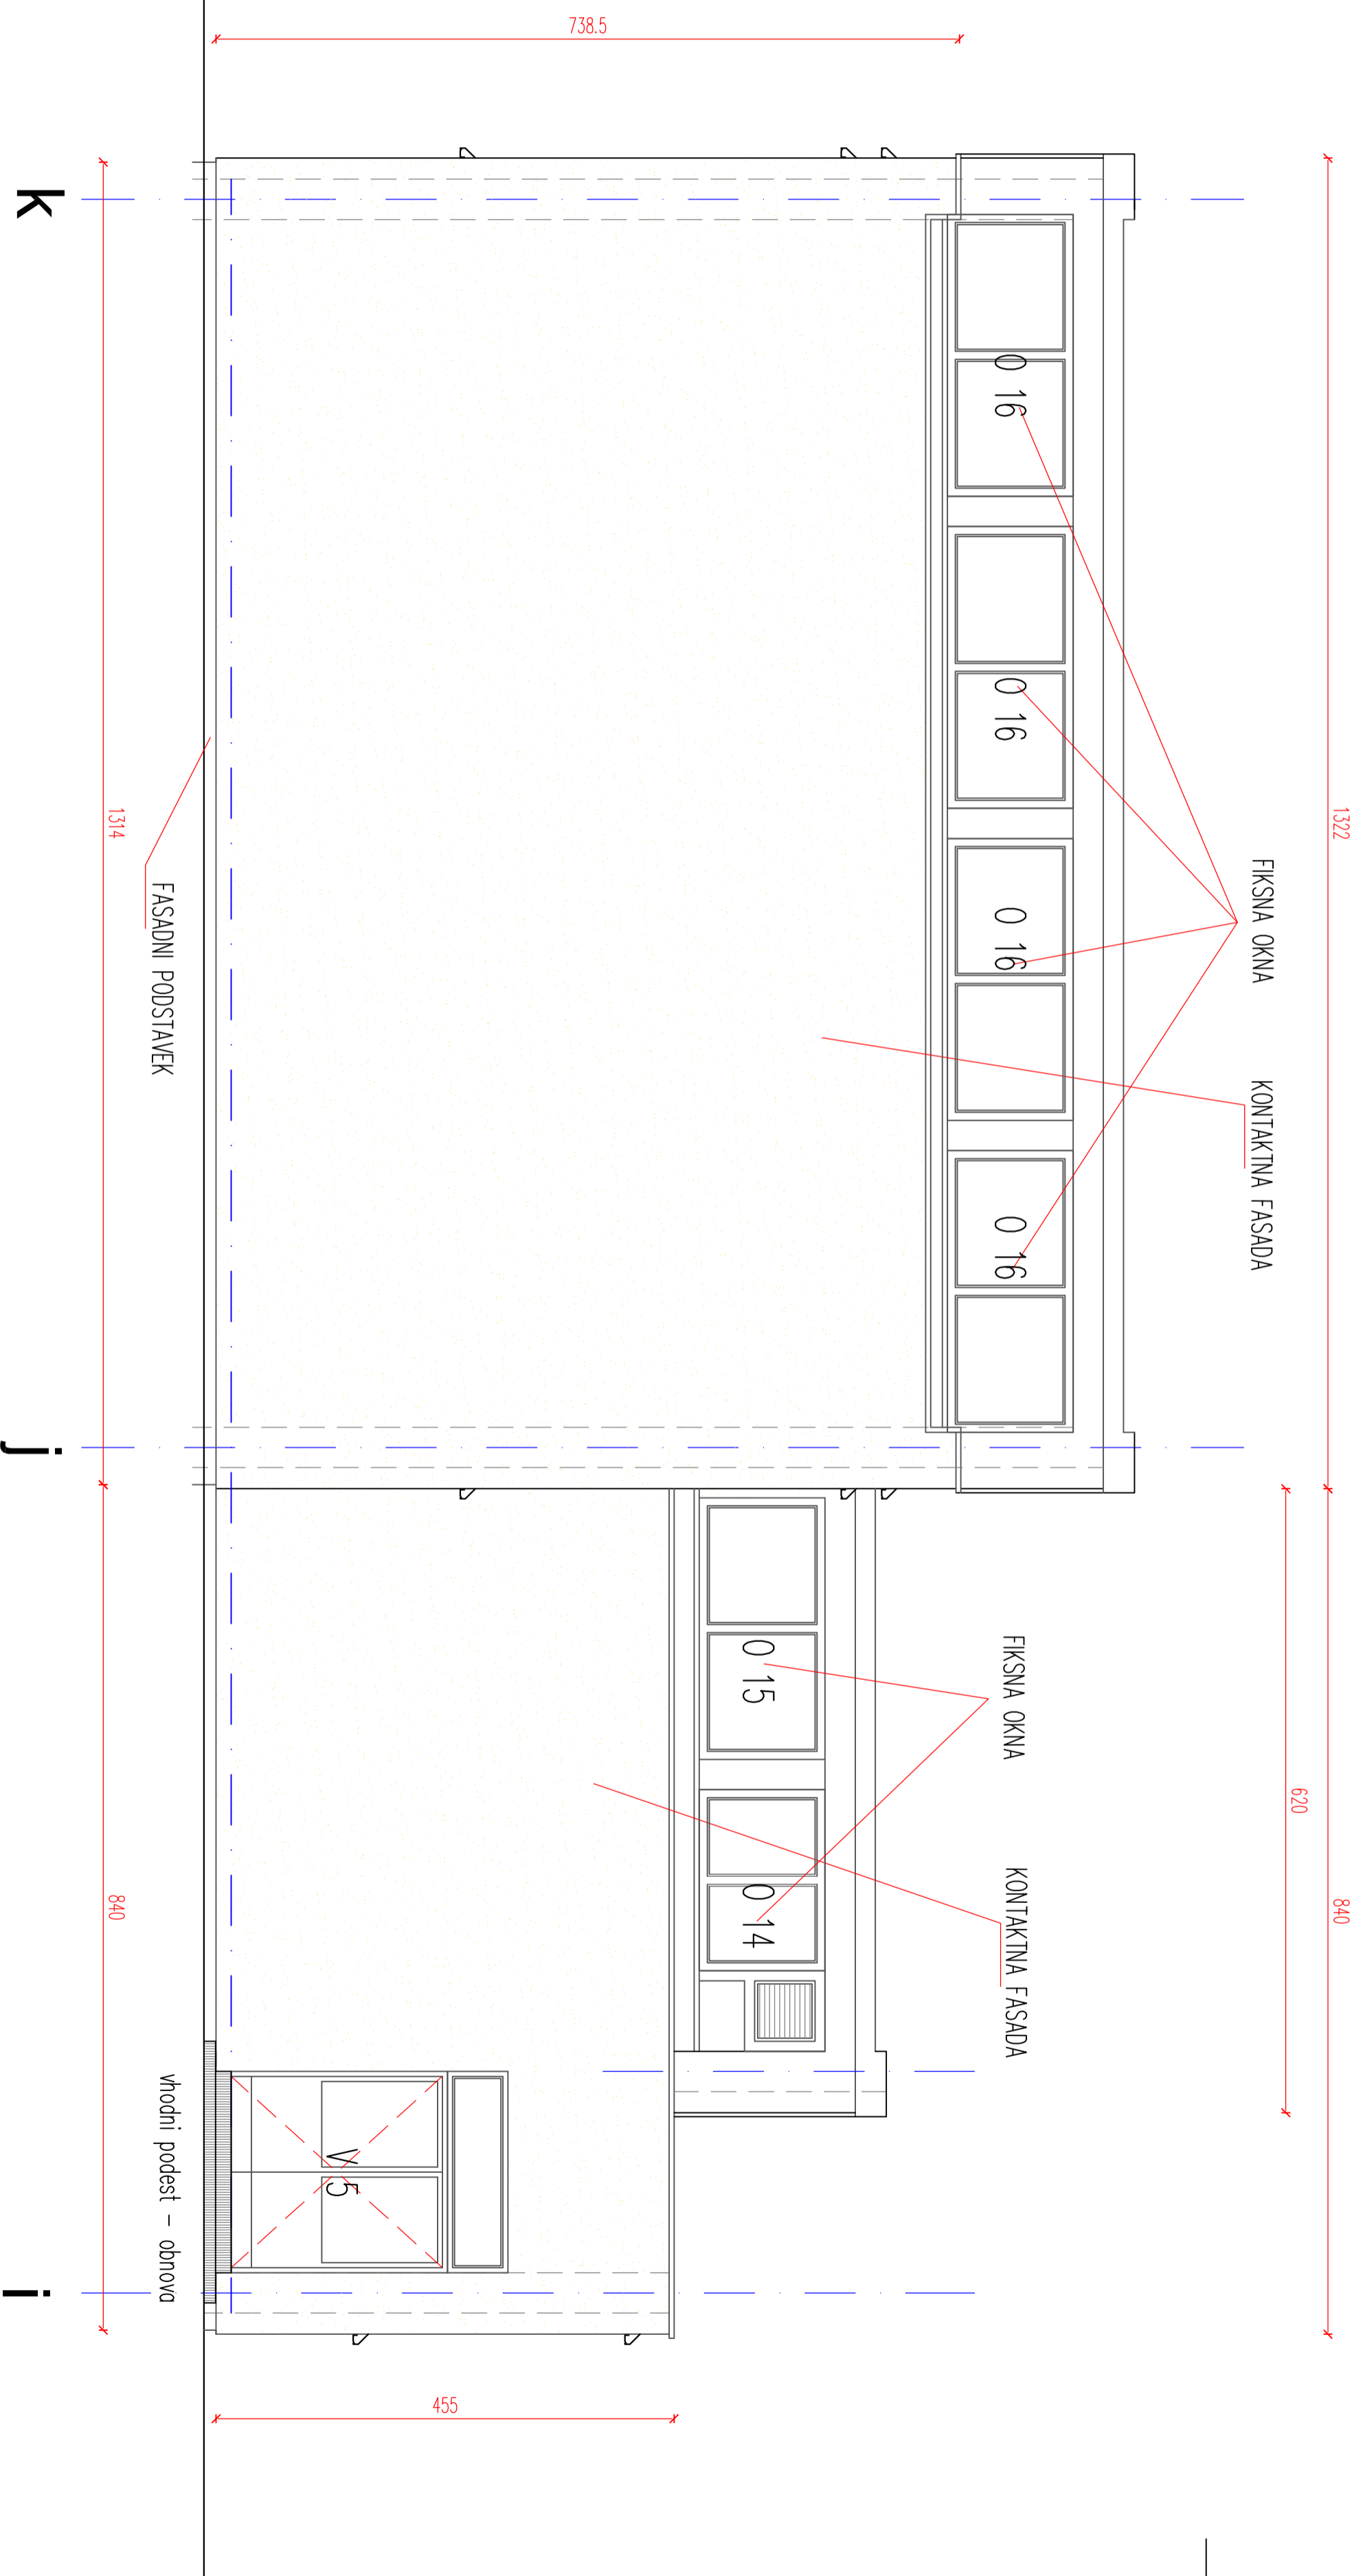 1322
840
620
FIKSNA OKNA
KONTAKTNA FASADA
FIKSNA OKNA
KONTAKTNA FASADA
O 16
O 16
O 16
O 16
O 15
O 14
V 5
738.5
455
FASADNI PODSTAVEK
vhodni podest - obnova
1314
840
k
j
i